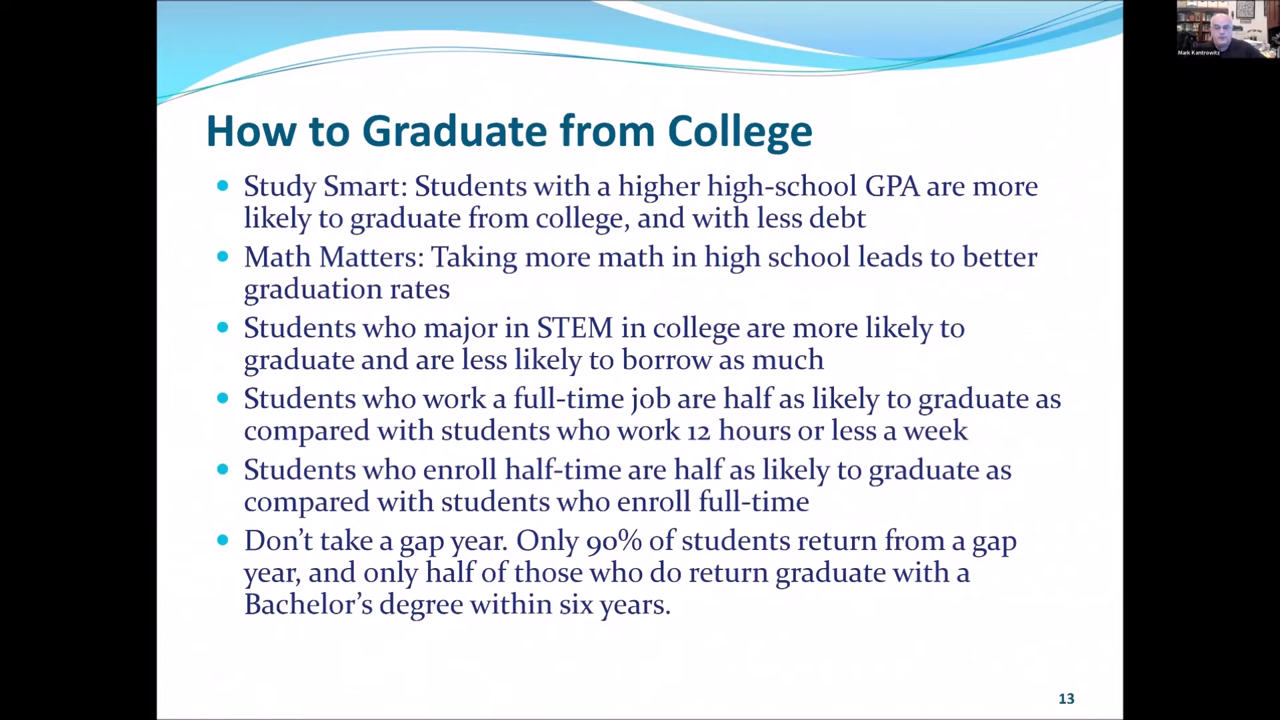 Mark Kantrowitz
How to Graduate from College
• Study Smart: Students with a higher high-school GPA are more
likely to graduate from college, and with less debt
• Math Matters: Taking more math in high school leads to better
graduation rates
• Students who major in STEM in college are more likely to
graduate and are less likely to borrow as much
• Students who work a full-time job are half as likely to graduate as
compared with students who work 12 hours or less a week
• Students who enroll half-time are half as likely to graduate as
compared with students who enroll full-time
• Don’t take a gap year. Only 90% of students return from a gap
year, and only half of those who do return graduate with a
Bachelor’s degree within six years.
13